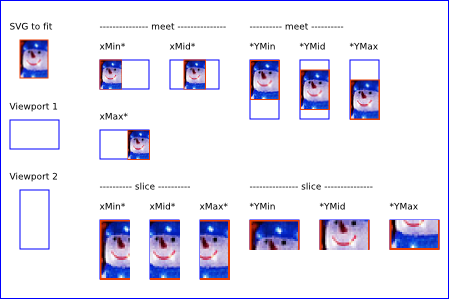 SVG to fit
--------------- meet ---------------
---------- meet ----------
xMin*
xMid*
*YMin
*YMid
*YMax
Viewport 1
xMax*
Viewport 2
---------- slice ----------
--------------- slice ---------------
xMin*
xMid*
xMax*
*YMin
*YMid
*YMax